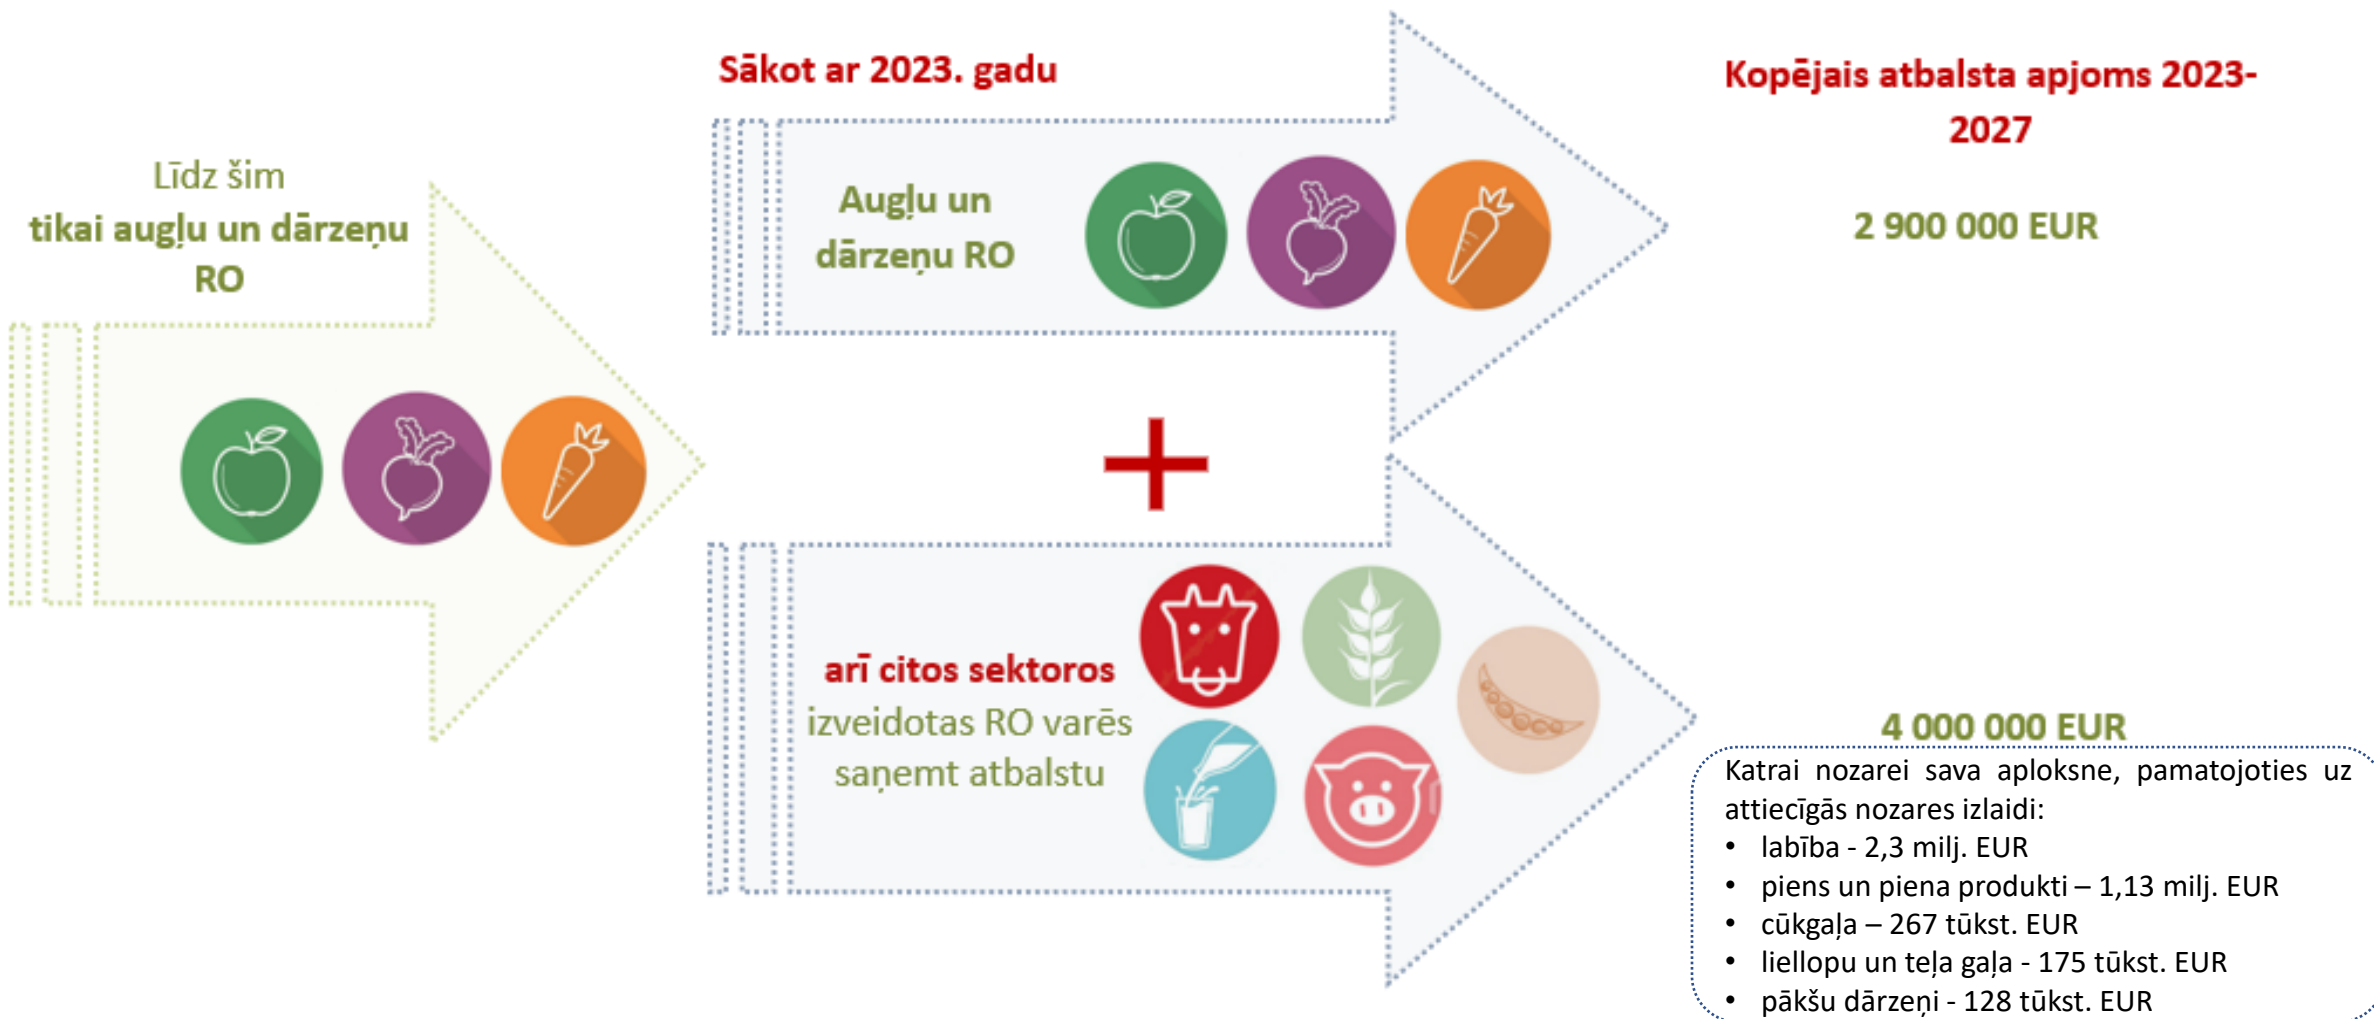 Līdz šim
tikai augļu un dārzeņu
RO
Sākot ar 2023. gadu
Augļu un
dārzeņu RO
arī citos sektoros
izveidotas RO varēs
saņemt atbalstu
Kopējais atbalsta apjoms 2023-
2027
2 900 000 EUR
4 000 000 EUR
Katrai nozarei sava aploksne, pamatojoties uz
attiecīgās nozares izlaidi:
• labība - 2,3 milj. EUR
• piens un piena produkti – 1,13 milj. EUR
• cūkgaļa – 267 tūkst. EUR
• liellopu un teļa gaļa - 175 tūkst. EUR
• pākšu dārzeņi - 128 tūkst. EUR